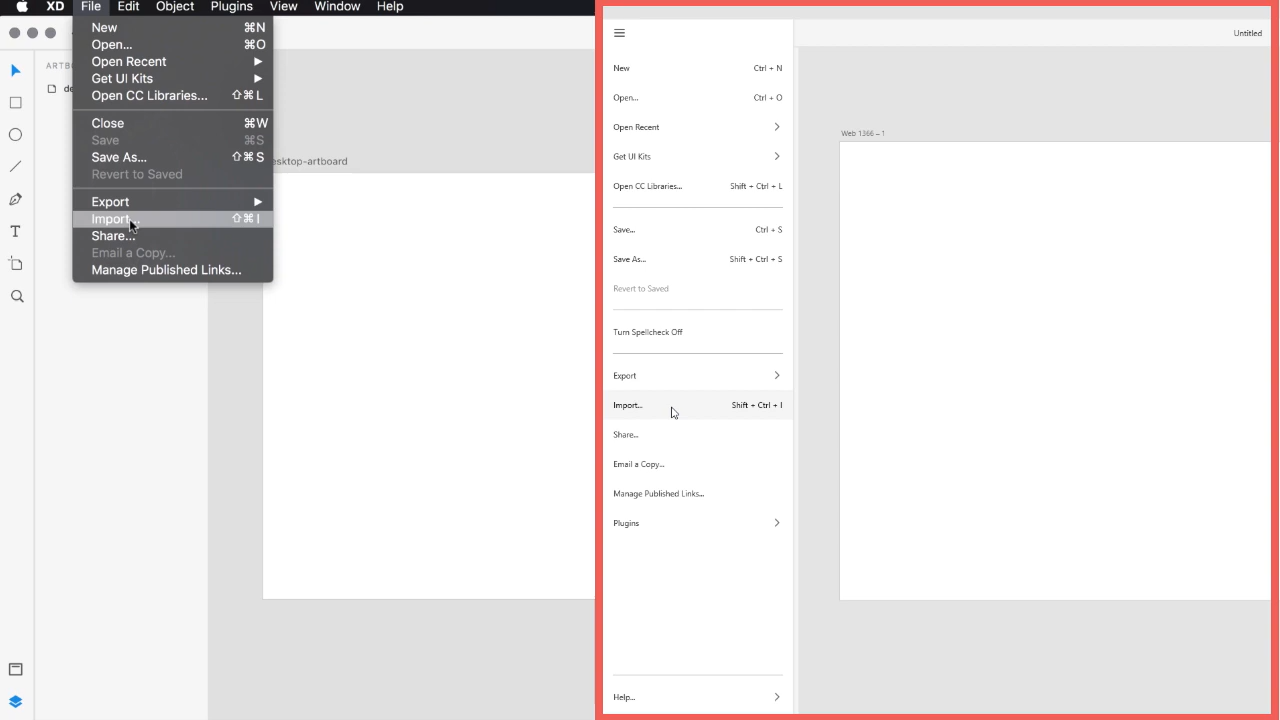 XD File Edit Object Plugins View Window Help
New ⌘N
Open... ⌘O
Open Recent
Get UI Kits
Open CC Libraries... ⇧⌘L
Close ⌘W
Save ⌘S
Save As... ⇧⌘S
Revert to Saved
Export
Import... ⇧⌘I
Share...
Email a Copy...
Manage Published Links...
Untitled
New Ctrl + N
Open... Ctrl + O
Open Recent
Get UI Kits
Open CC Libraries... Shift + Ctrl + L
Save... Ctrl + S
Save As... Shift + Ctrl + S
Revert to Saved
Turn Spellcheck Off
Export
Import... Shift + Ctrl + I
Share...
Email a Copy...
Manage Published Links...
Plugins
Help...
Web 1366 – 1